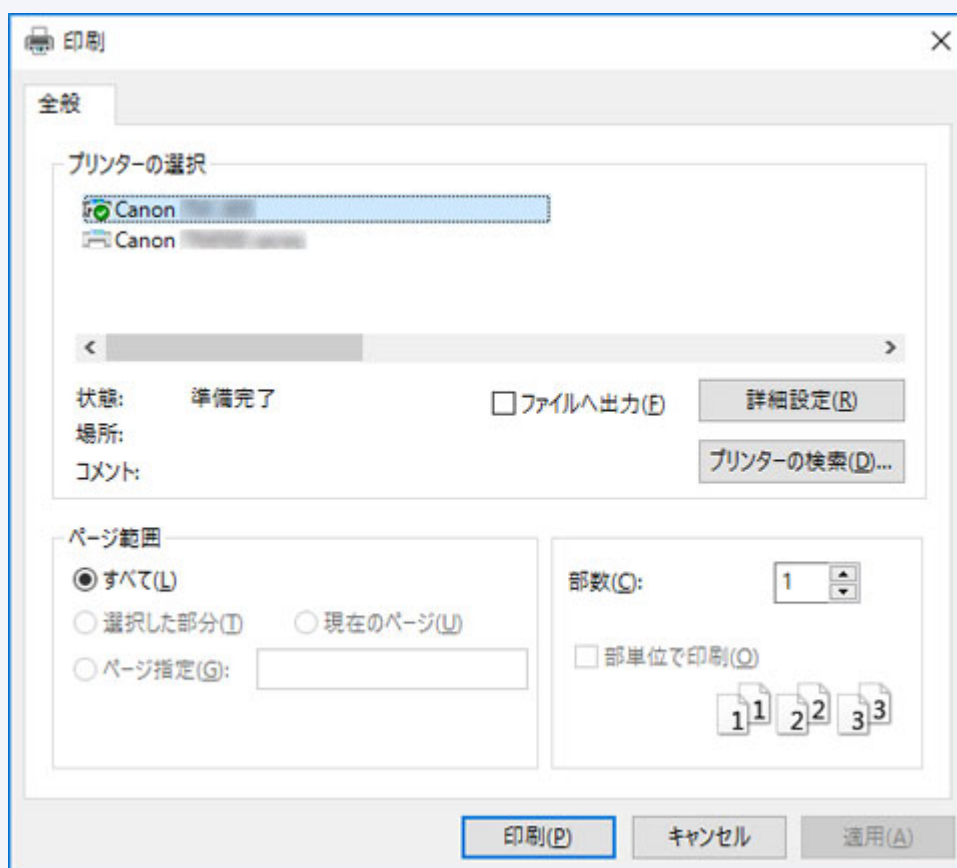 印刷
全般
プリンターの選択
Canon
Canon
状態: 準備完了 ファイルへ出力(F) 詳細設定(R)
場所:
コメント: プリンターの検索(D)...
ページ範囲
すべて(L)
選択した部分(T) 現在のページ(U)
ページ指定(G):
部数(C): 1
部単位で印刷(O)
1 1 2 2 3 3
印刷(P) キャンセル 適用(A)